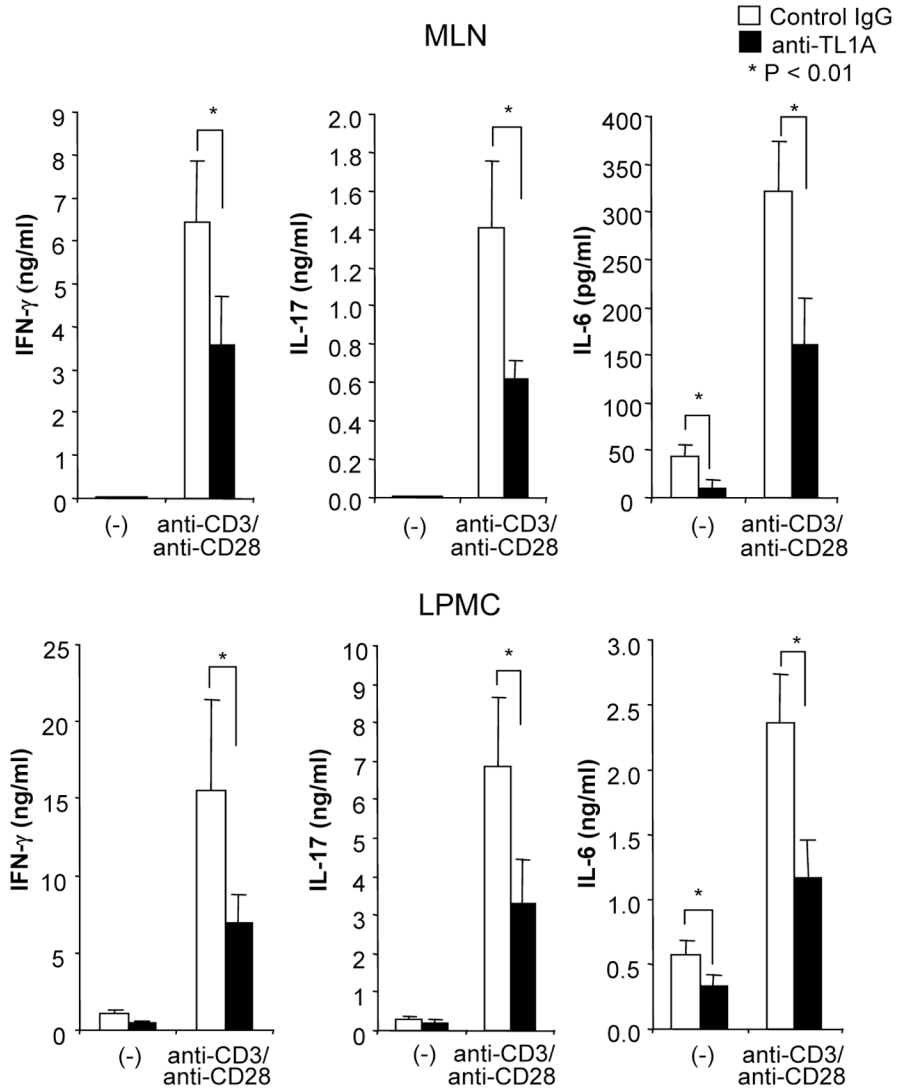 MLN
Control IgG
anti-TL1A
* P < 0.01
IFN-γ (ng/ml)
9
8
7
6
5
4
3
2
1
0
*
(-)
anti-CD3/
anti-CD28
IL-17 (ng/ml)
2.0
1.8
1.6
1.4
1.2
1.0
0.8
0.6
0.4
0.2
0.0
*
(-)
anti-CD3/
anti-CD28
IL-6 (pg/ml)
400
350
300
250
200
150
100
50
0
*
*
(-)
anti-CD3/
anti-CD28
LPMC
IFN-γ (ng/ml)
25
20
15
10
5
0
*
(-)
anti-CD3/
anti-CD28
IL-17 (ng/ml)
10
9
8
7
6
5
4
3
2
1
0
*
(-)
anti-CD3/
anti-CD28
IL-6 (ng/ml)
3.0
2.5
2.0
1.5
1.0
0.5
0.0
*
*
(-)
anti-CD3/
anti-CD28